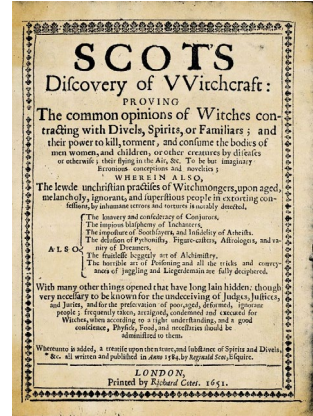 SCOTS
Discovery of VVitchcraft:
PROVING
The common opinions of Witches con-
tracting with Divels, Spirits, or Familiars; and
their power to kill, torment, and consume the bodies of
men women, and children, or other creatures by diseases
or otherwise; their flying in the Air, &c. To be but imaginary
Erronious conceptions and novelties;
WHEREIN ALSO,
The lewde unchristian practises of Witchmongers, upon aged,
melancholy, ignorant, and superstious people in extorting con-
fessions, by inhumane terrors and tortures is notably detected.
ALSO
The knavery and confederacy of Conjurors.
The impious blasphemy of Inchanters.
The imposture of Soothsayers, and Infidelity of Atheists.
The delusion of Pythonists, Figure-casters, Astrologers, and va-
nity of Dreamers.
The fruitlesse beggerly art of Alchimistry.
The horrible art of Poisoning and all the tricks and convey-
ances of juggling and Liegerdemain are fully deciphered.
With many other things opened that have long lain hidden: though
very necessary to be known for the undeceiving of Judges, Justices,
and Juries, and for the preservation of poor, aged, deformed, ignorant
people; frequently taken, arraigned, condemned and executed for
Witches, when according to a right understanding, and a good
conscience, Physick, Food, and necessaries should be
administed to them.
Whereunto is added, a treatise upon the nature, and substance of Spirits and Divels,
&c. all written and published in Anno 1584. by Reginald Scot, Esquire.
LONDON,
Printed by Richard Cotes. 1651.